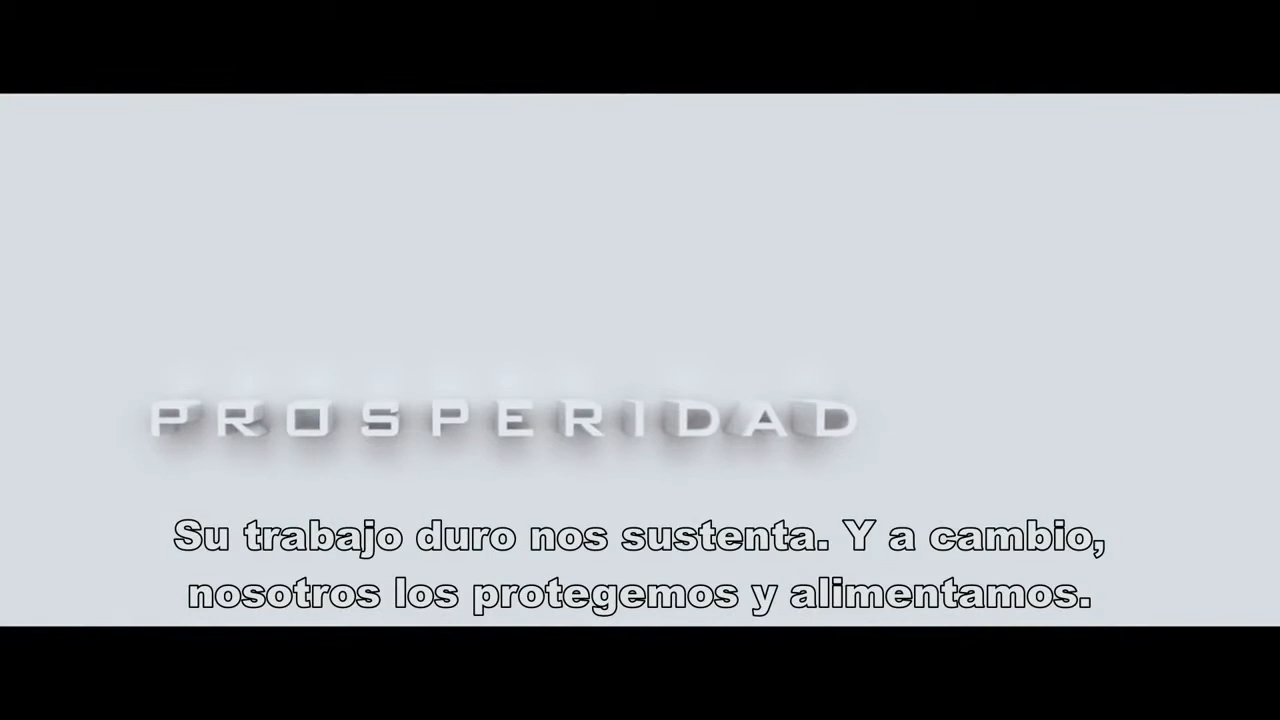 PROSPERIDAD
Su trabajo duro nos sustenta. Y a cambio,
nosotros los protegemos y alimentamos.